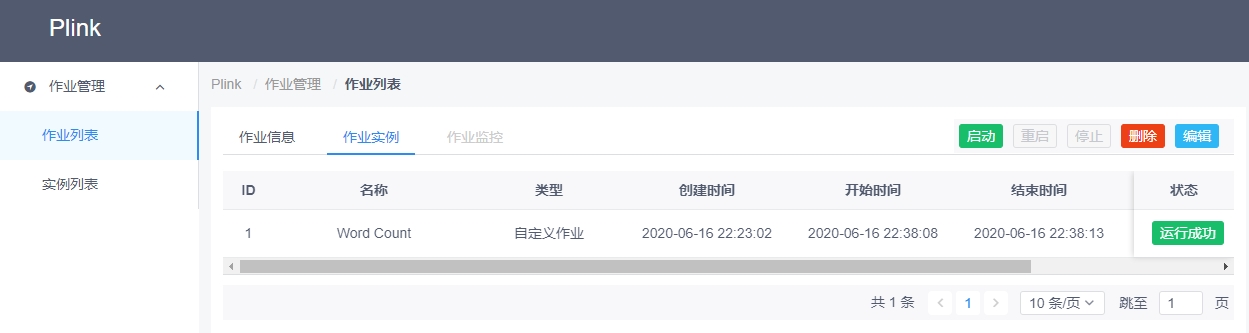 Plink
作业管理
作业列表
实例列表
Plink / 作业管理 / 作业列表
作业信息 作业实例 作业监控 启动 重启 停止 删除 编辑
ID 名称 类型 创建时间 开始时间 结束时间 状态
1 Word Count 自定义作业 2020-06-16 22:23:02 2020-06-16 22:38:08 2020-06-16 22:38:13 运行成功
共 1 条 1 10 条/页 跳至 1 页